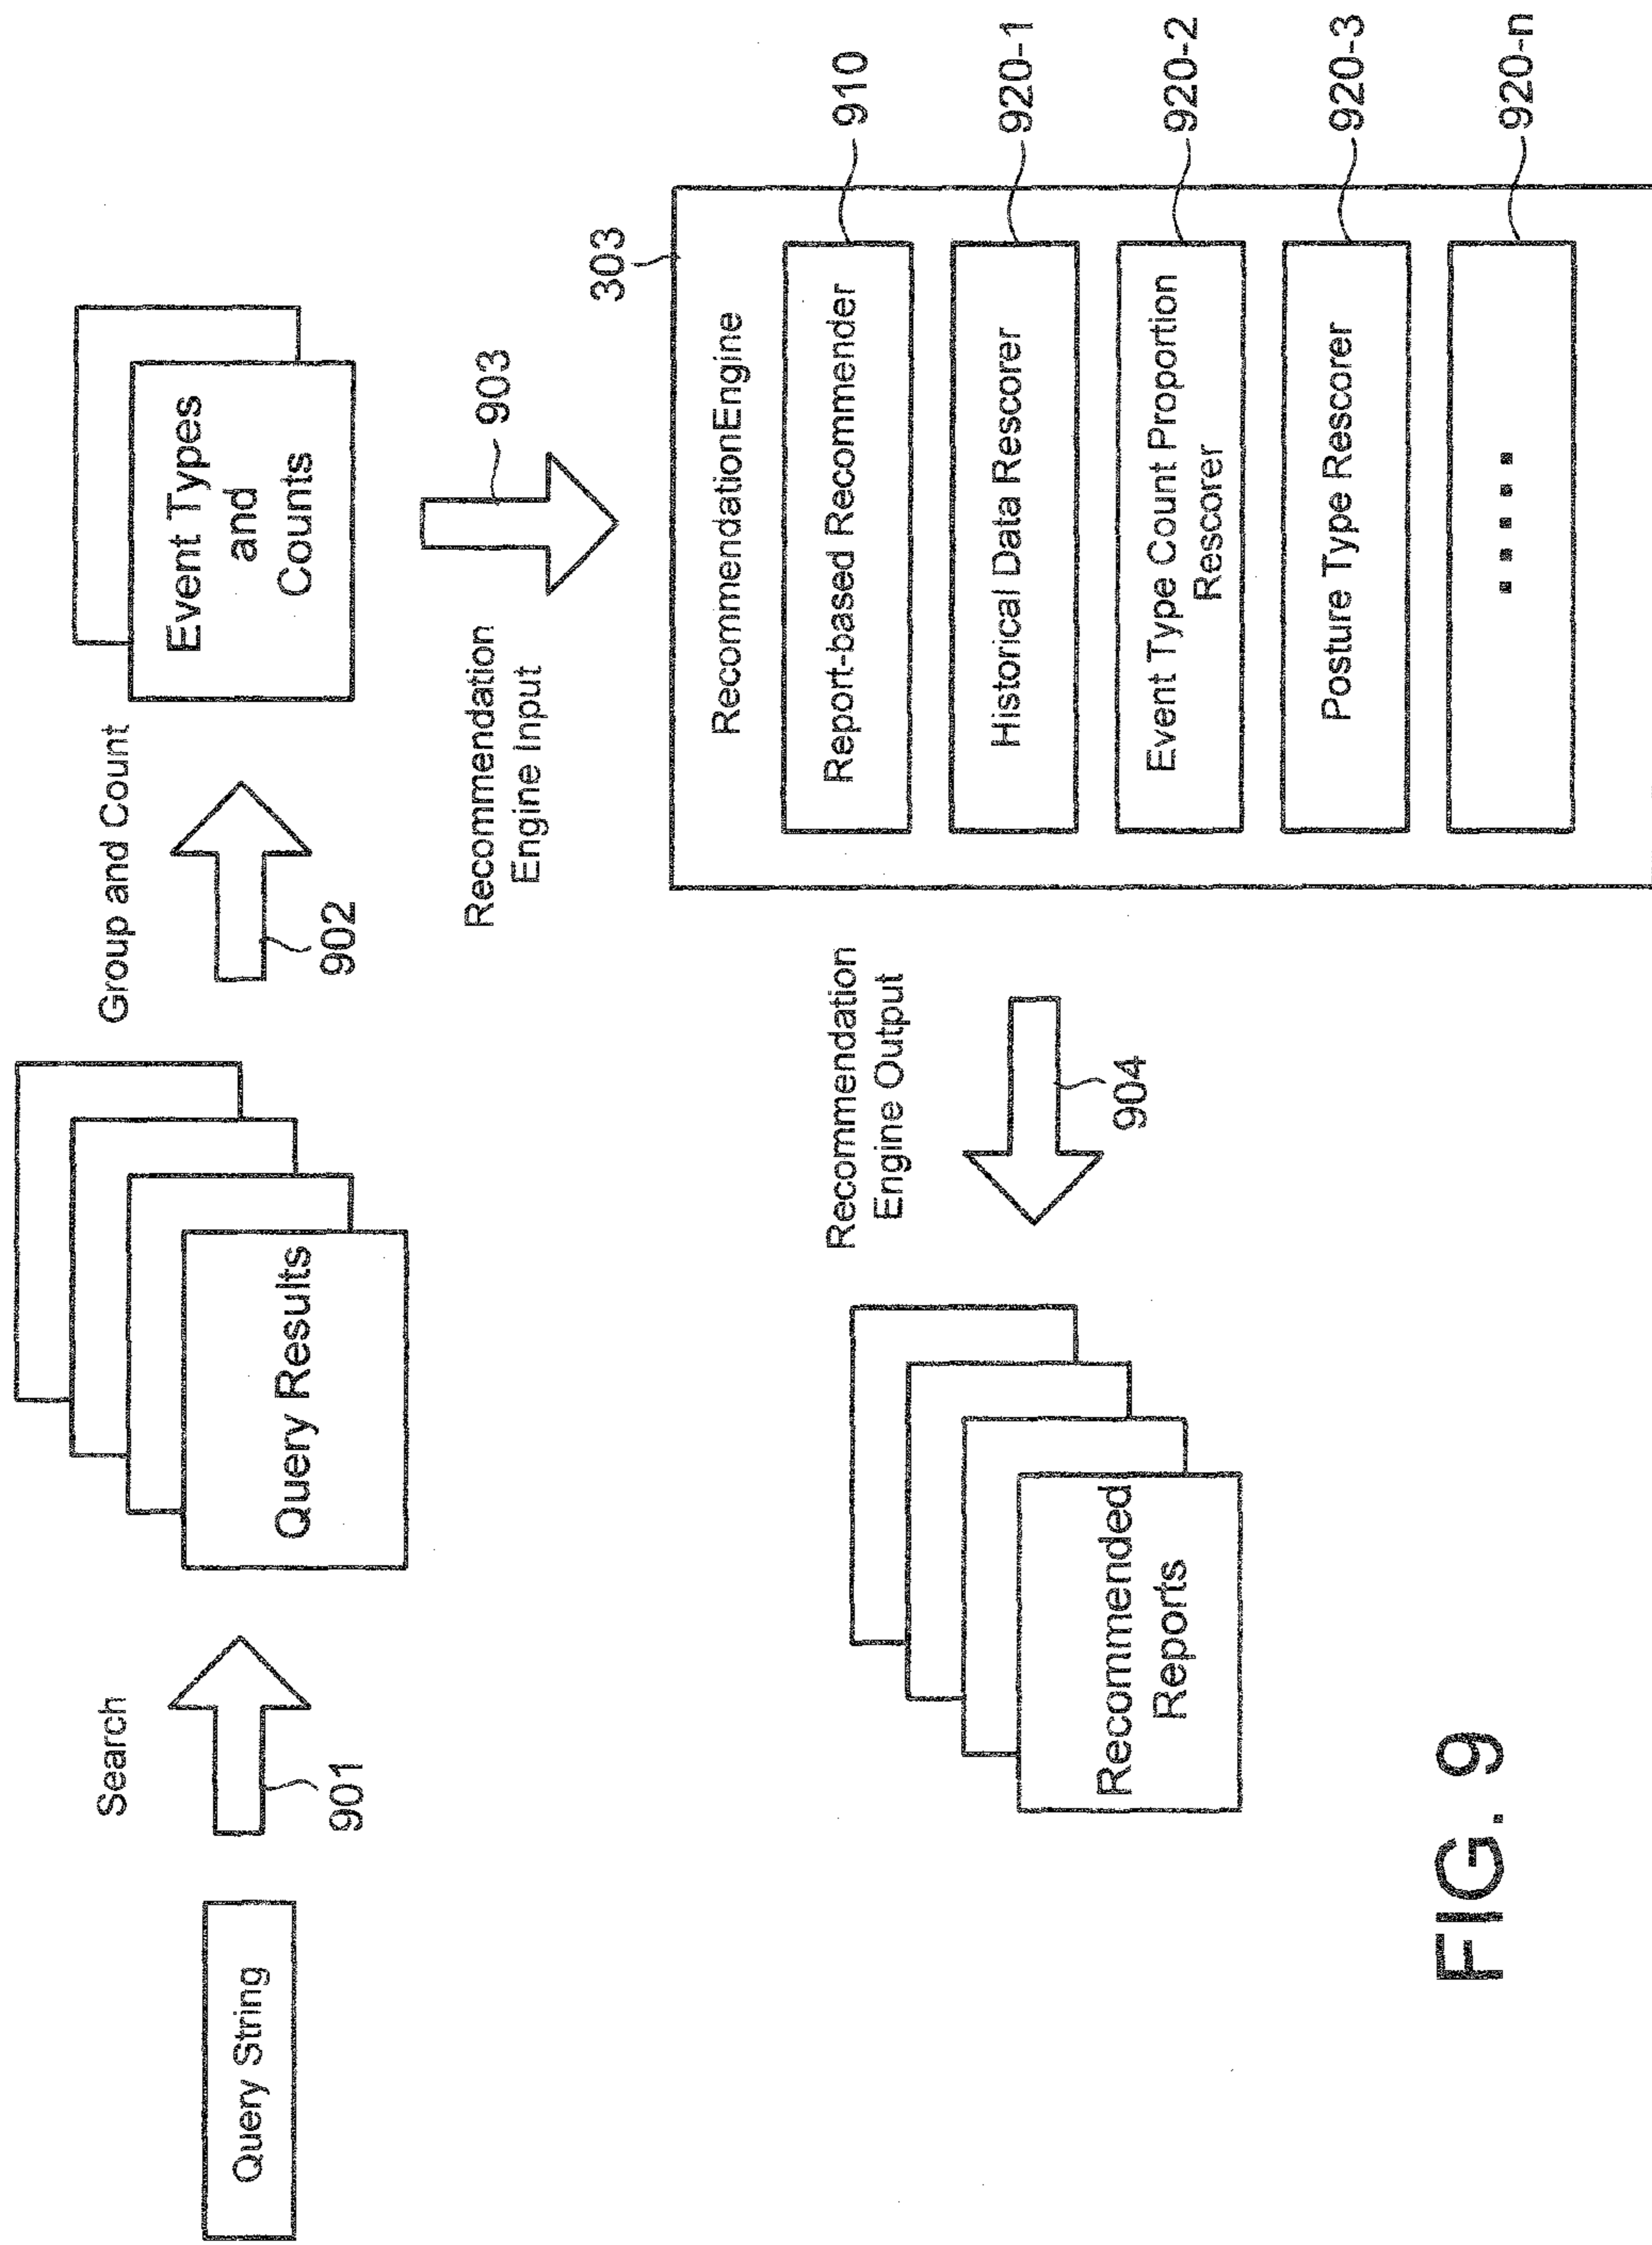 Query String
Search
901
Query Results
Group and Count
902
Event Types
and
Counts
903
Recommendation
Engine Input
303
RecommendationEngine
Report-based Recommender
910
Historical Data Rescorer
920-1
Event Type Count Proportion
Rescorer
920-2
Posture Type Rescorer
920-3
.....
920-n
Recommendation
Engine Output
904
Recommended
Reports
FIG. 9